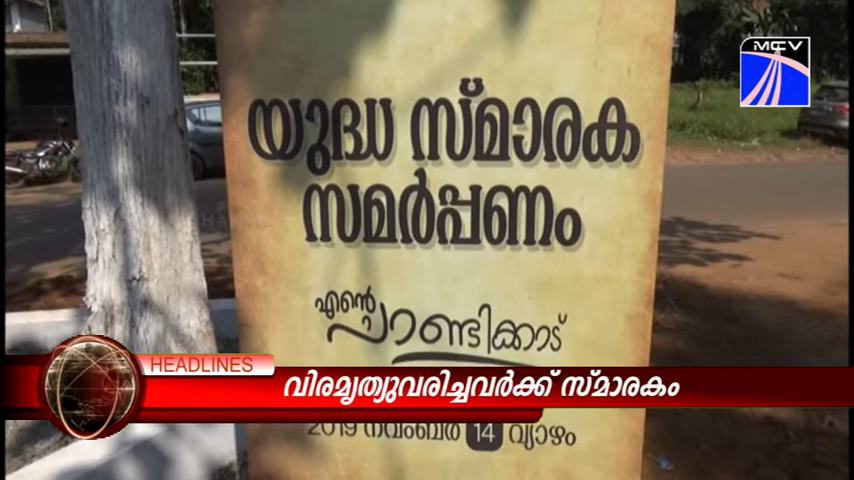 MCV
യുദ്ധ സ്മാരക
സമർപ്പണം
എന്റെ
പാണ്ടിക്കാട്
HEADLINES
വിരമൃത്യുവരിച്ചവർക്ക് സ്മാരകം
2019 നവംബർ 14 വ്യാഴം